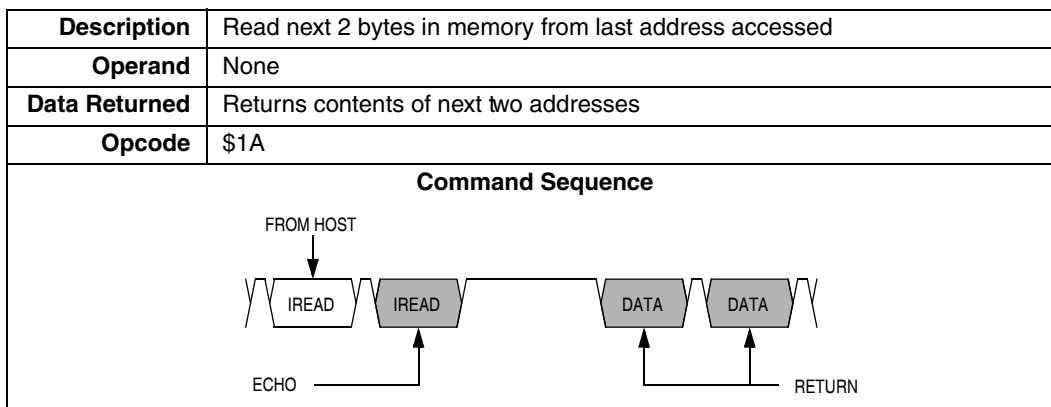 Description Read next 2 bytes in memory from last address accessed
Operand None
Data Returned Returns contents of next two addresses
Opcode $1A
Command Sequence
FROM HOST
IREAD IREAD DATA DATA
ECHO RETURN